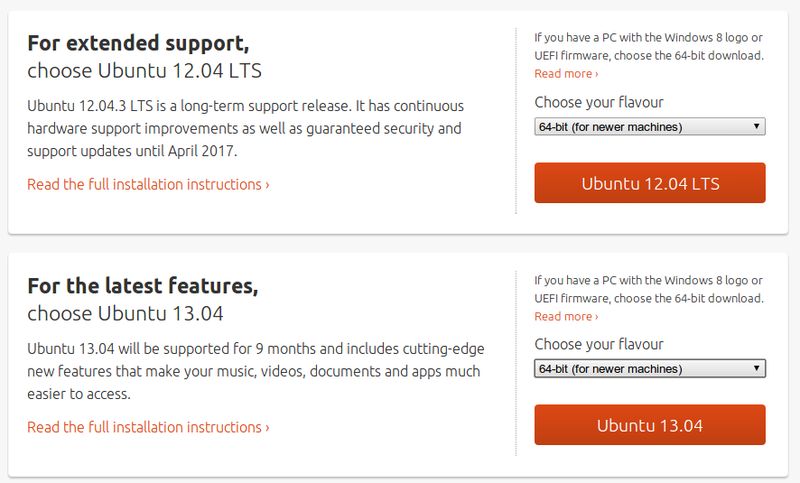 For extended support,
choose Ubuntu 12.04 LTS
Ubuntu 12.04.3 LTS is a long-term support release. It has continuous
hardware support improvements as well as guaranteed security and
support updates until April 2017.
Read the full installation instructions ›
If you have a PC with the Windows 8 logo or
UEFI firmware, choose the 64-bit download.
Read more ›
Choose your flavour
64-bit (for newer machines)
Ubuntu 12.04 LTS
For the latest features,
choose Ubuntu 13.04
Ubuntu 13.04 will be supported for 9 months and includes cutting-edge
new features that make your music, videos, documents and apps much
easier to access.
Read the full installation instructions ›
If you have a PC with the Windows 8 logo or
UEFI firmware, choose the 64-bit download.
Read more ›
Choose your flavour
64-bit (for newer machines)
Ubuntu 13.04